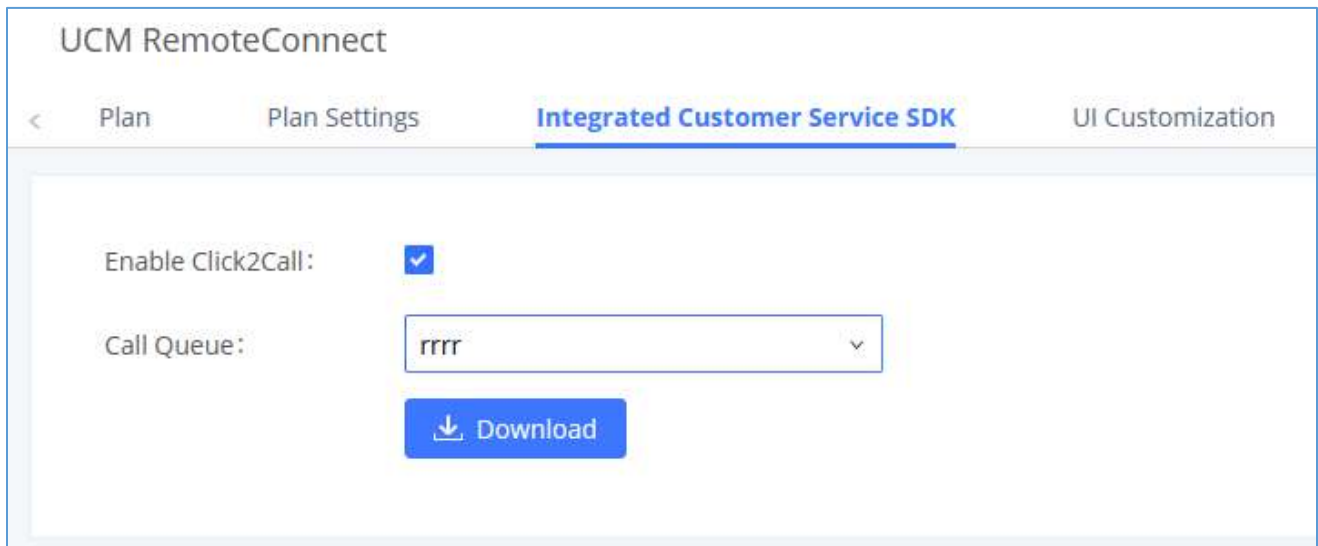 UCM RemoteConnect
< Plan Plan Settings Integrated Customer Service SDK UI Customization
Enable Click2Call:
Call Queue: rrrr
Download